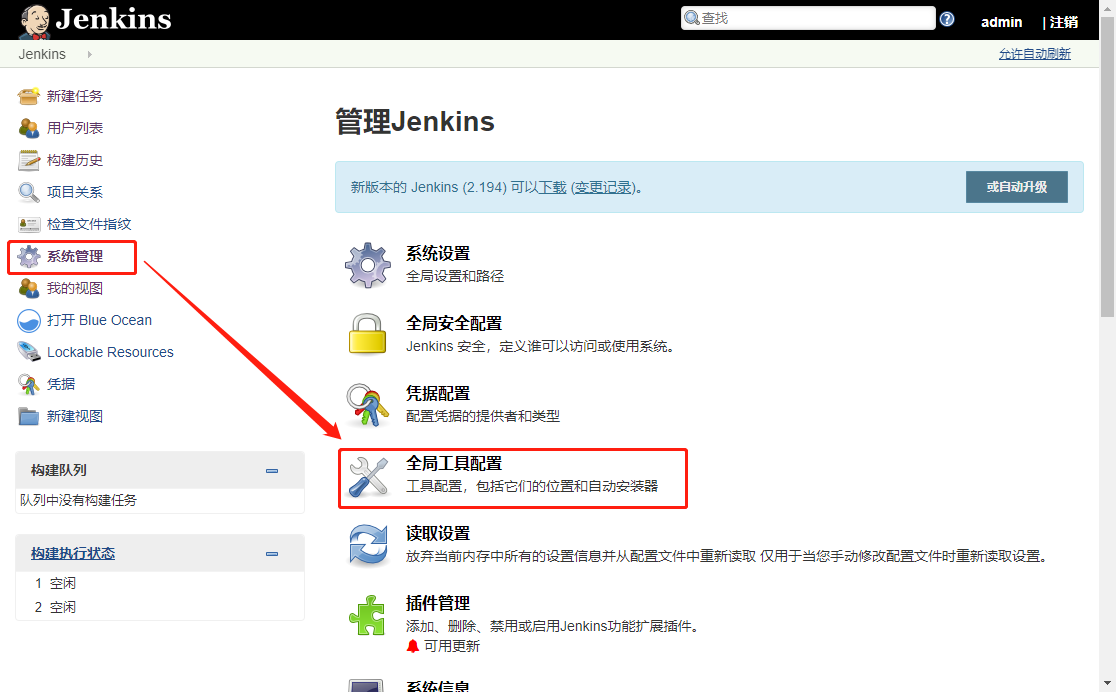 Jenkins
查找
admin
| 注销
Jenkins
允许自动刷新
新建任务
用户列表
构建历史
项目关系
检查文件指纹
系统管理
我的视图
打开 Blue Ocean
Lockable Resources
凭据
新建视图
构建队列
队列中没有构建任务
构建执行状态
1 空闲
2 空闲
管理Jenkins
新版本的 Jenkins (2.194) 可以下载 (变更记录)。
或自动升级
系统设置
全局设置和路径
全局安全配置
Jenkins 安全，定义谁可以访问或使用系统。
凭据配置
配置凭据的提供者和类型
全局工具配置
工具配置，包括它们的位置和自动安装器
读取设置
放弃当前内存中所有的设置信息并从配置文件中重新读取 仅用于当您手动修改配置文件时重新读取设置。
插件管理
添加、删除、禁用或启用Jenkins功能扩展插件。
可用更新
系统信息